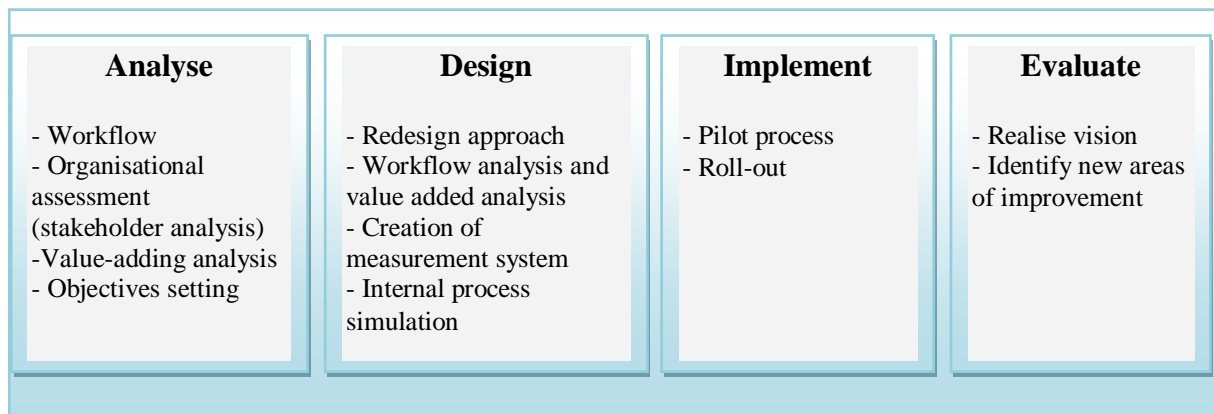 Analyse
- Workflow
- Organisational
assessment
(stakeholder analysis)
-Value-adding analysis
- Objectives setting
Design
- Redesign approach
- Workflow analysis and
value added analysis
- Creation of
measurement system
- Internal process
simulation
Implement
- Pilot process
- Roll-out
Evaluate
- Realise vision
- Identify new areas
of improvement